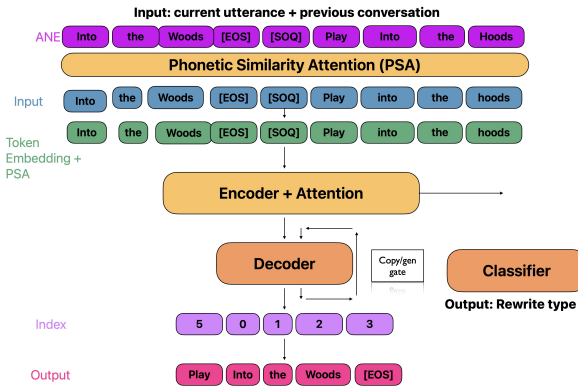 Input: current utterance + previous conversation
ANE Into the Woods [EOS] [SOQ] Play Into the Hoods
Phonetic Similarity Attention (PSA)
Input Into the Woods [EOS] [SOQ] Play into the hoods
Token
Embedding +
PSA
Into the Woods [EOS] [SOQ] Play into the hoods
Encoder + Attention
Decoder
Copy/gen
gate
Classifier
Output: Rewrite type
Index 5 0 1 2 3
Output Play Into the Woods [EOS]